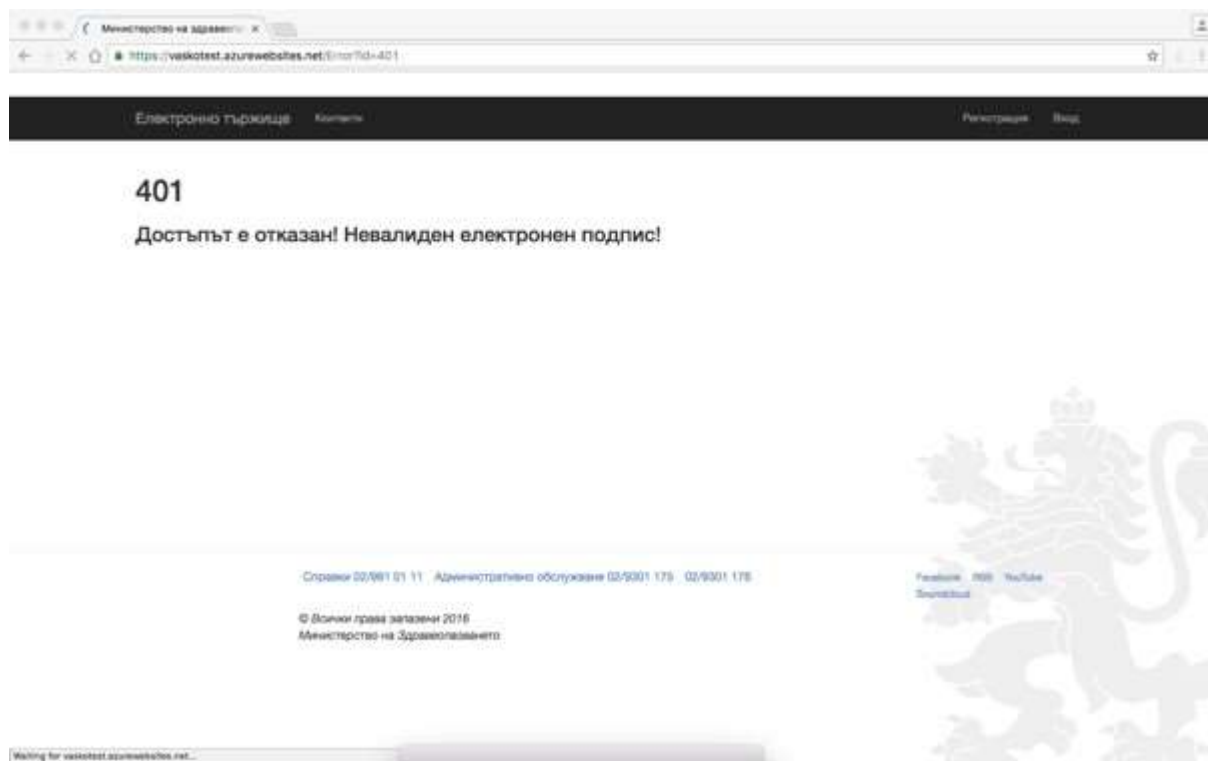 Министерство на здравеоп
https://vaskotest.azurewebsites.net/Error?id=401
Електронно тържище Контакти Регистрация Вход
401
Достъпът е отказан! Невалиден електронен подпис!
Справки 02/981 01 11 Административно обслужване 02/9301 175 02/9301 176
Facebook RSS YouTube
Soundcloud
© Всички права запазени 2016
Министерство на Здравеопазването
Waiting for vaskotest.azurewebsites.net...